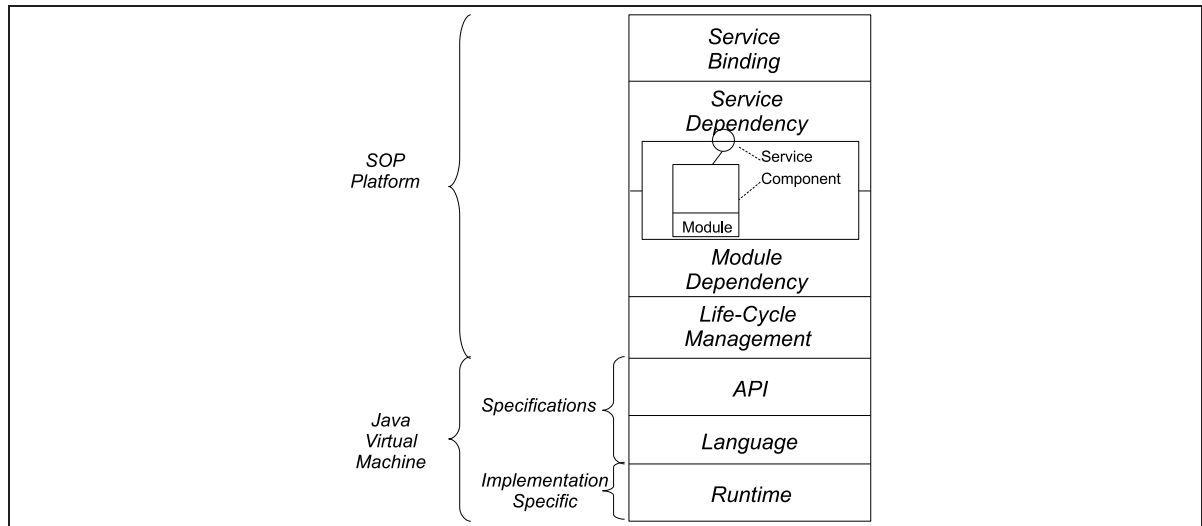 Service
Binding
Service
Dependency
Service
Component
Module
Module
Dependency
Life-Cycle
Management
API
Language
Runtime
SOP
Platform
Java
Virtual
Machine
Specifications
Implementation
Specific